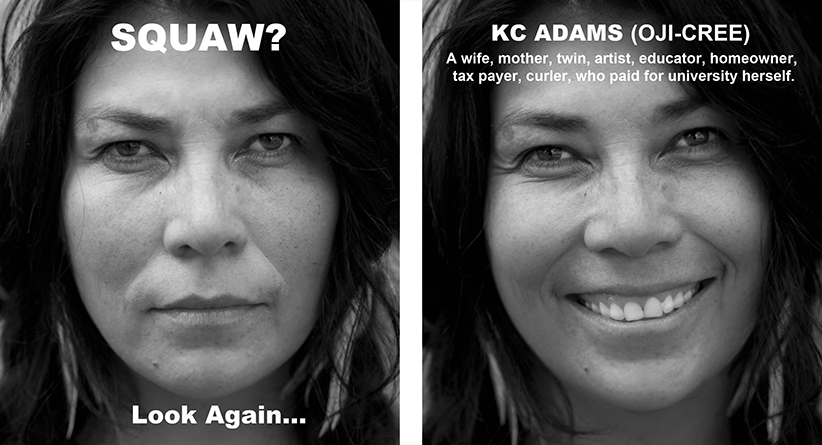 SQUAW?
Look Again...
KC ADAMS (OJI-CREE)
A wife, mother, twin, artist, educator, homeowner,
tax payer, curler, who paid for university herself.